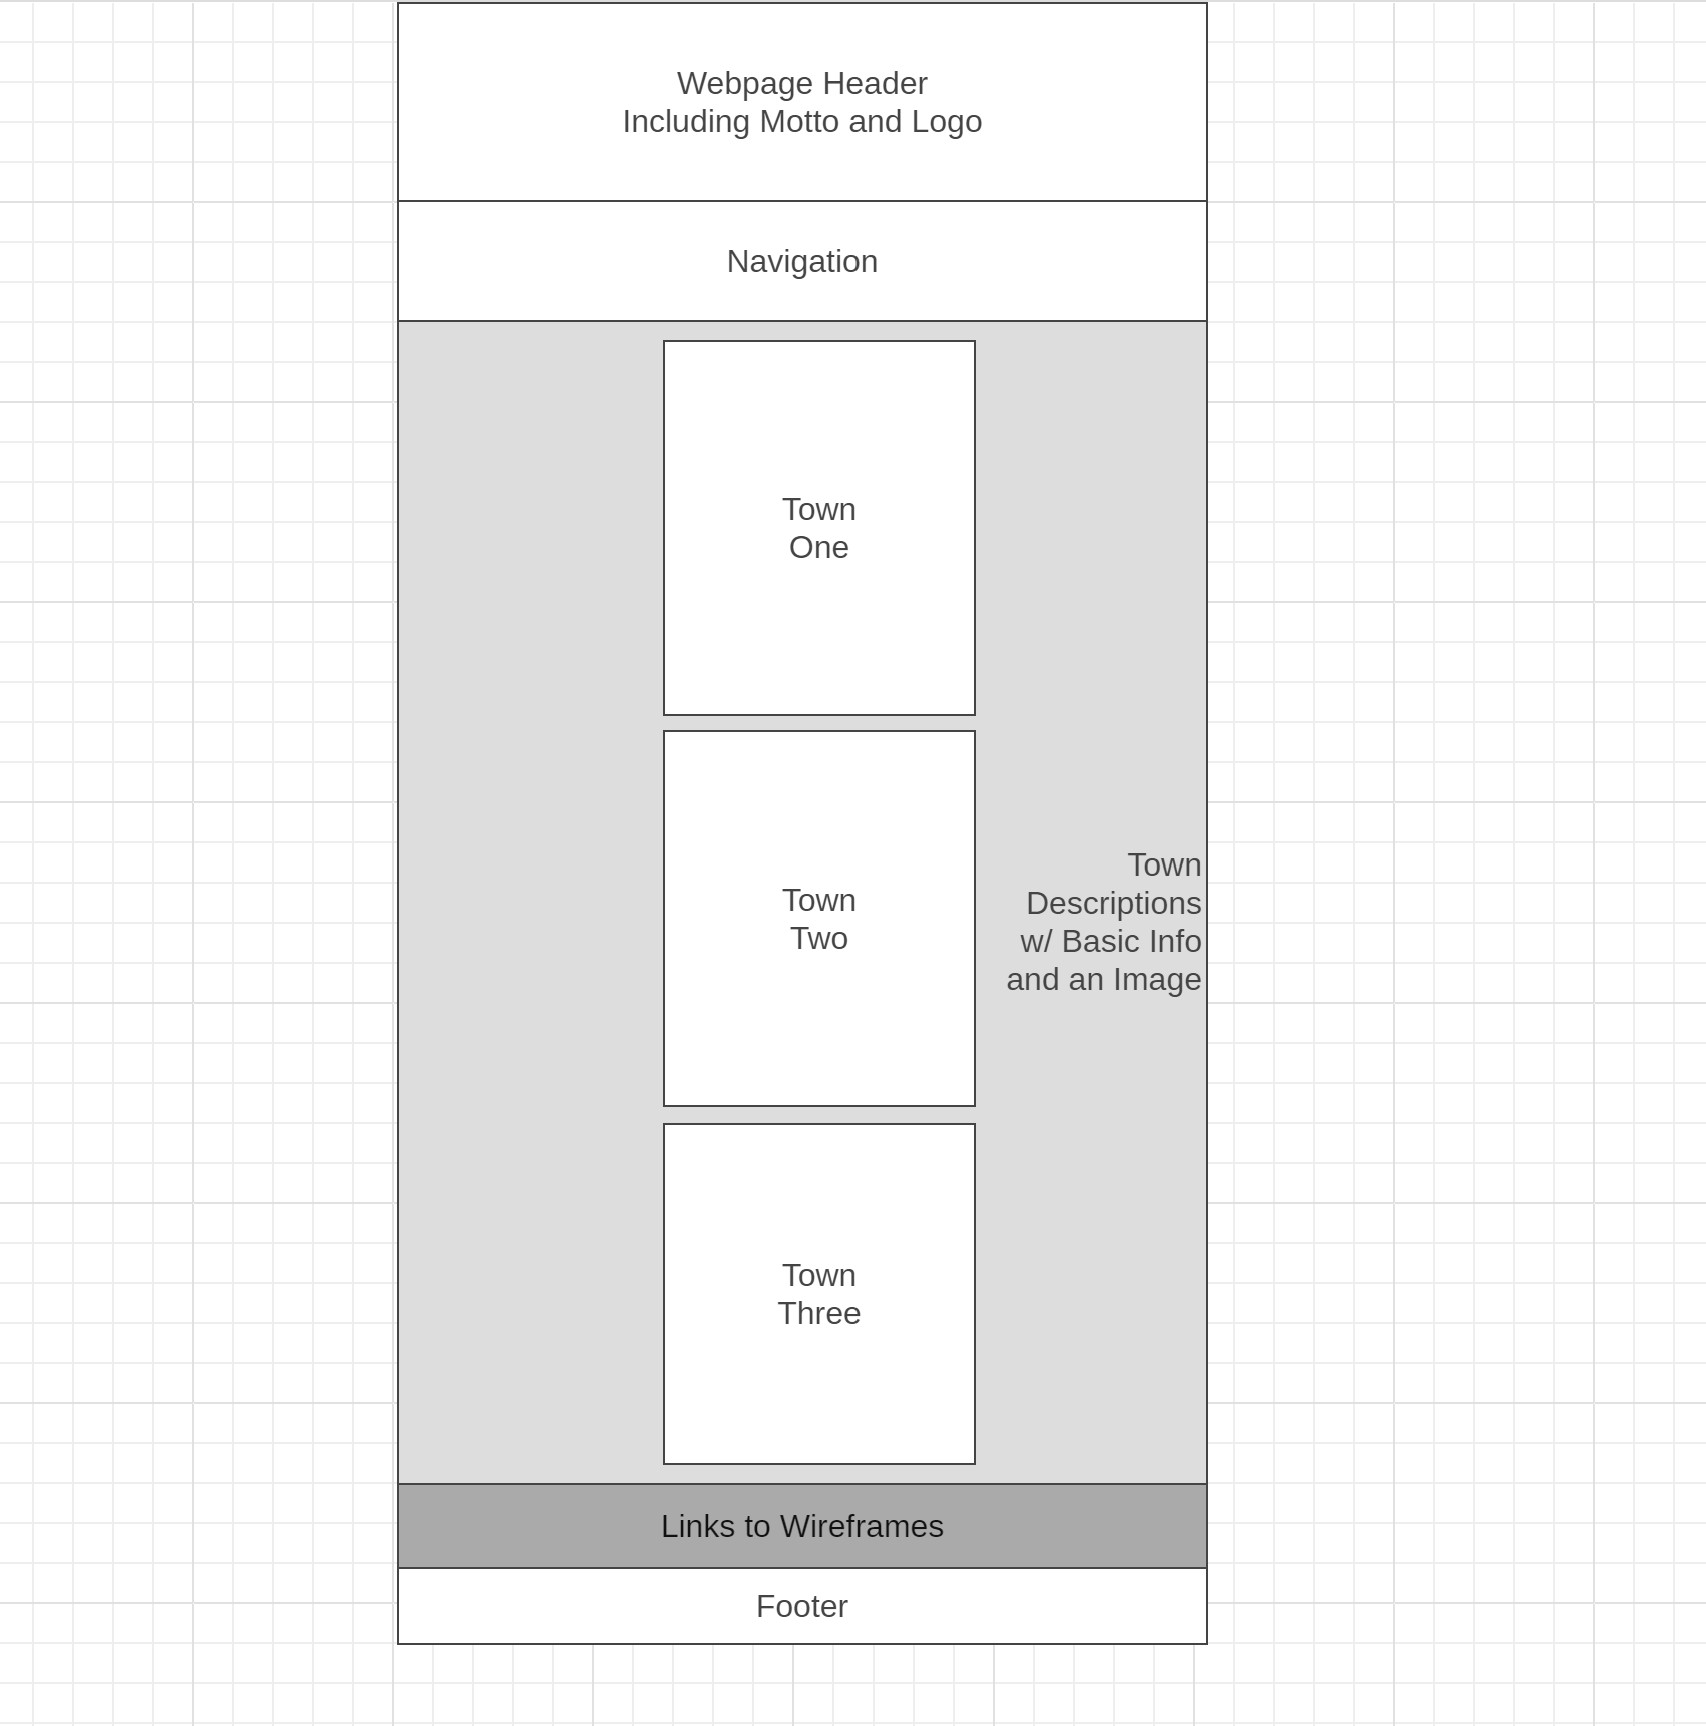 Webpage Header
Including Motto and Logo
Navigation
Town
One
Town
Two
Town
Descriptions
w/ Basic Info
and an Image
Town
Three
Links to Wireframes
Footer